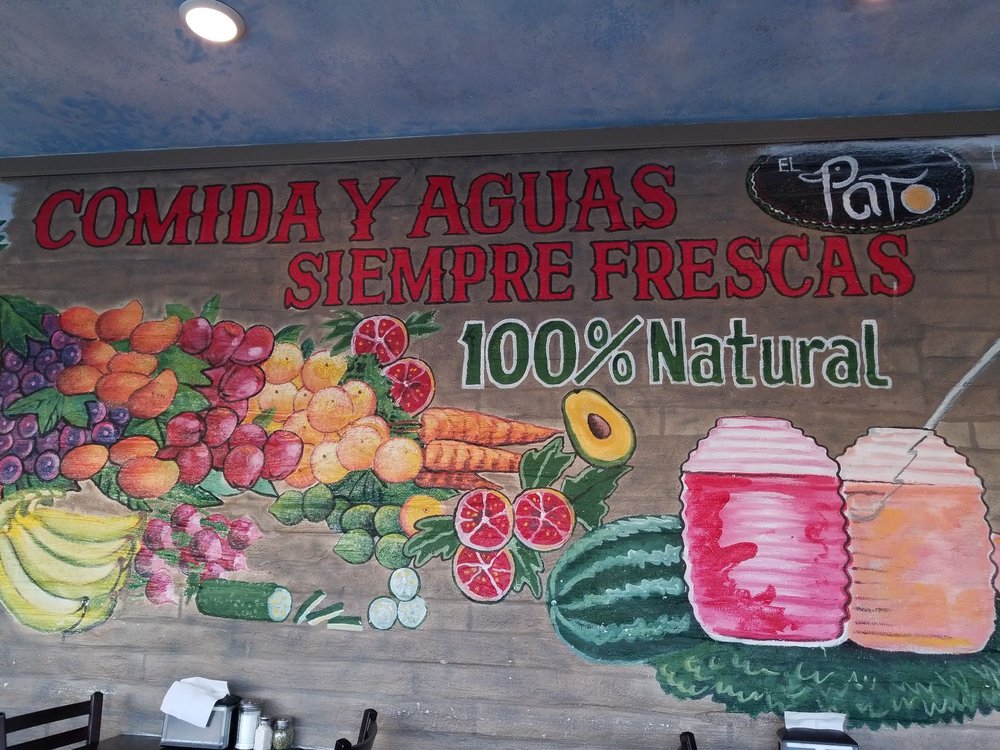 COMIDA Y AGUAS
SIEMPRE FRESCAS
100% Natural
EL PaTo